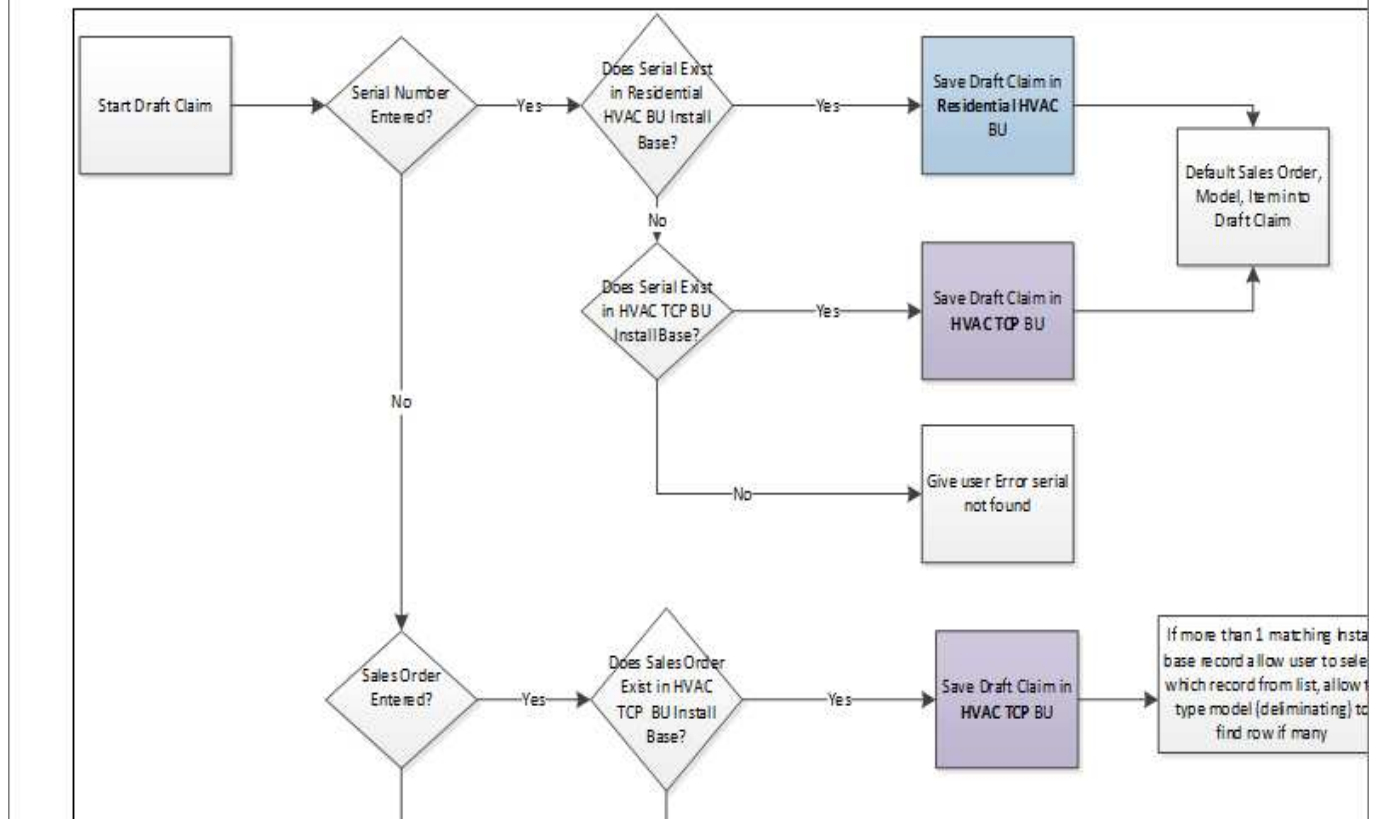 Start Draft Claim
Serial Number
Entered?
Yes
Does Serial Exist
in Residential
HVAC BU Install
Base?
Yes
Save Draft Claim in
Residential HVAC
BU
Default Sales Order,
Model, Item into
Draft Claim
No
Does Serial Exist
in HVAC TCP BU
Install Base?
Yes
Save Draft Claim in
HVAC TCP BU
No
No
Give user Error serial
not found
Sales Order
Entered?
Yes
Does Sales Order
Exist in HVAC
TCP BU Install
Base?
Yes
Save Draft Claim in
HVAC TCP BU
If more than 1 matching
base record allow user to
which record from list, allow
type model (deliminating)
find row if many